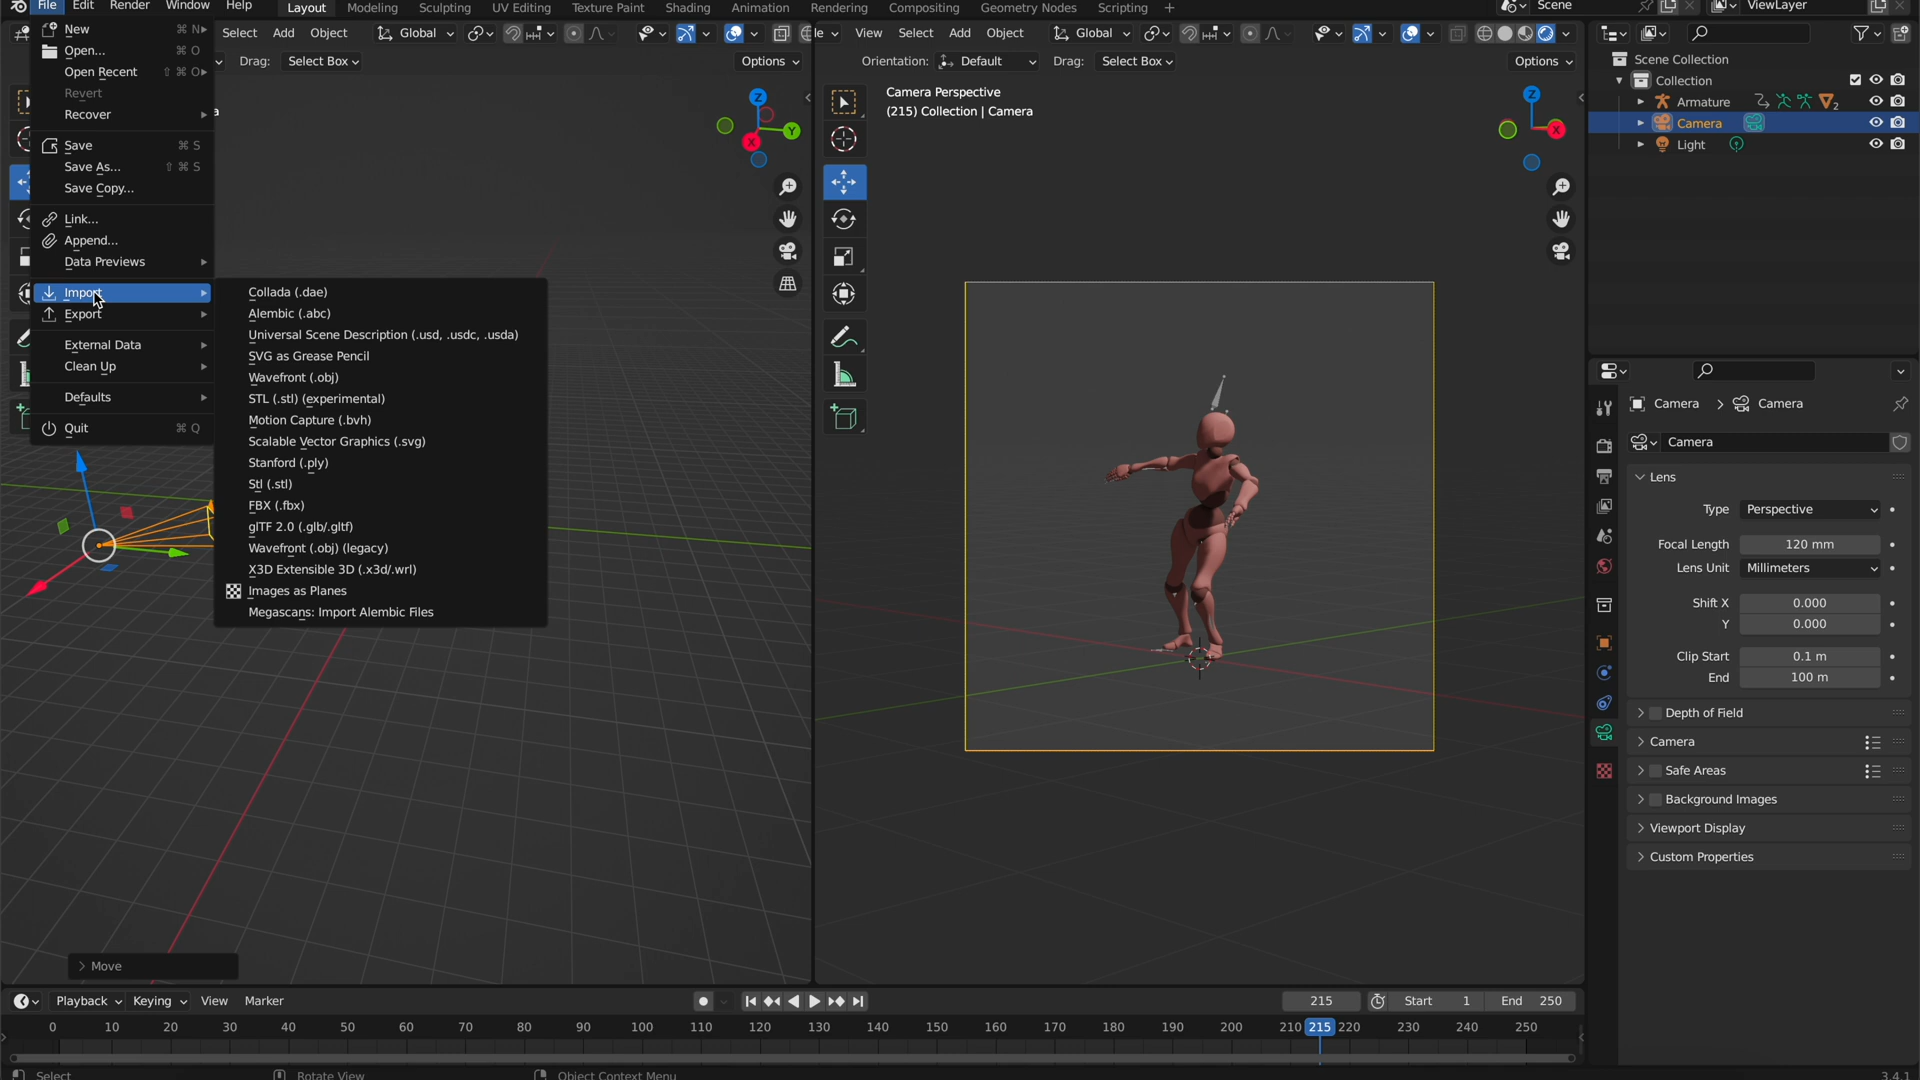 File Edit Render Window Help Layout Modeling Sculpting UV Editing Texture Paint Shading Animation Rendering Compositing Geometry Nodes Scripting + Scene ViewLayer
New ⌘ N
Open... ⌘ O
Open Recent ⇧ ⌘ O
Revert
Recover
Save ⌘ S
Save As... ⇧ ⌘ S
Save Copy...
Link...
Append...
Data Previews
Import
Export
External Data
Clean Up
Defaults
Quit ⌘ Q
Collada (.dae)
Alembic (.abc)
Universal Scene Description (.usd, .usdc, .usda)
SVG as Grease Pencil
Wavefront (.obj)
STL (.stl) (experimental)
Motion Capture (.bvh)
Scalable Vector Graphics (.svg)
Stanford (.ply)
Stl (.stl)
FBX (.fbx)
glTF 2.0 (.glb/.gltf)
Wavefront (.obj) (legacy)
X3D Extensible 3D (.x3d/.wrl)
Images as Planes
Megascans: Import Alembic Files
Select Add Object Global
Drag: Select Box Options
a
Z
Y
X
Move
le View Select Add Object Global
Orientation: Default Drag: Select Box Options
Camera Perspective
(215) Collection | Camera
Z
X
Scene Collection
Collection
Armature 2
Camera
Light
Camera > Camera
Camera
Lens
Type Perspective
Focal Length 120 mm
Lens Unit Millimeters
Shift X 0.000
Y 0.000
Clip Start 0.1 m
End 100 m
Depth of Field
Camera
Safe Areas
Background Images
Viewport Display
Custom Properties
Playback Keying View Marker 215 Start 1 End 250
0 10 20 30 40 50 60 70 80 90 100 110 120 130 140 150 160 170 180 190 200 210 215 220 230 240 250
Select Rotate View Object Context Menu 3.4.1